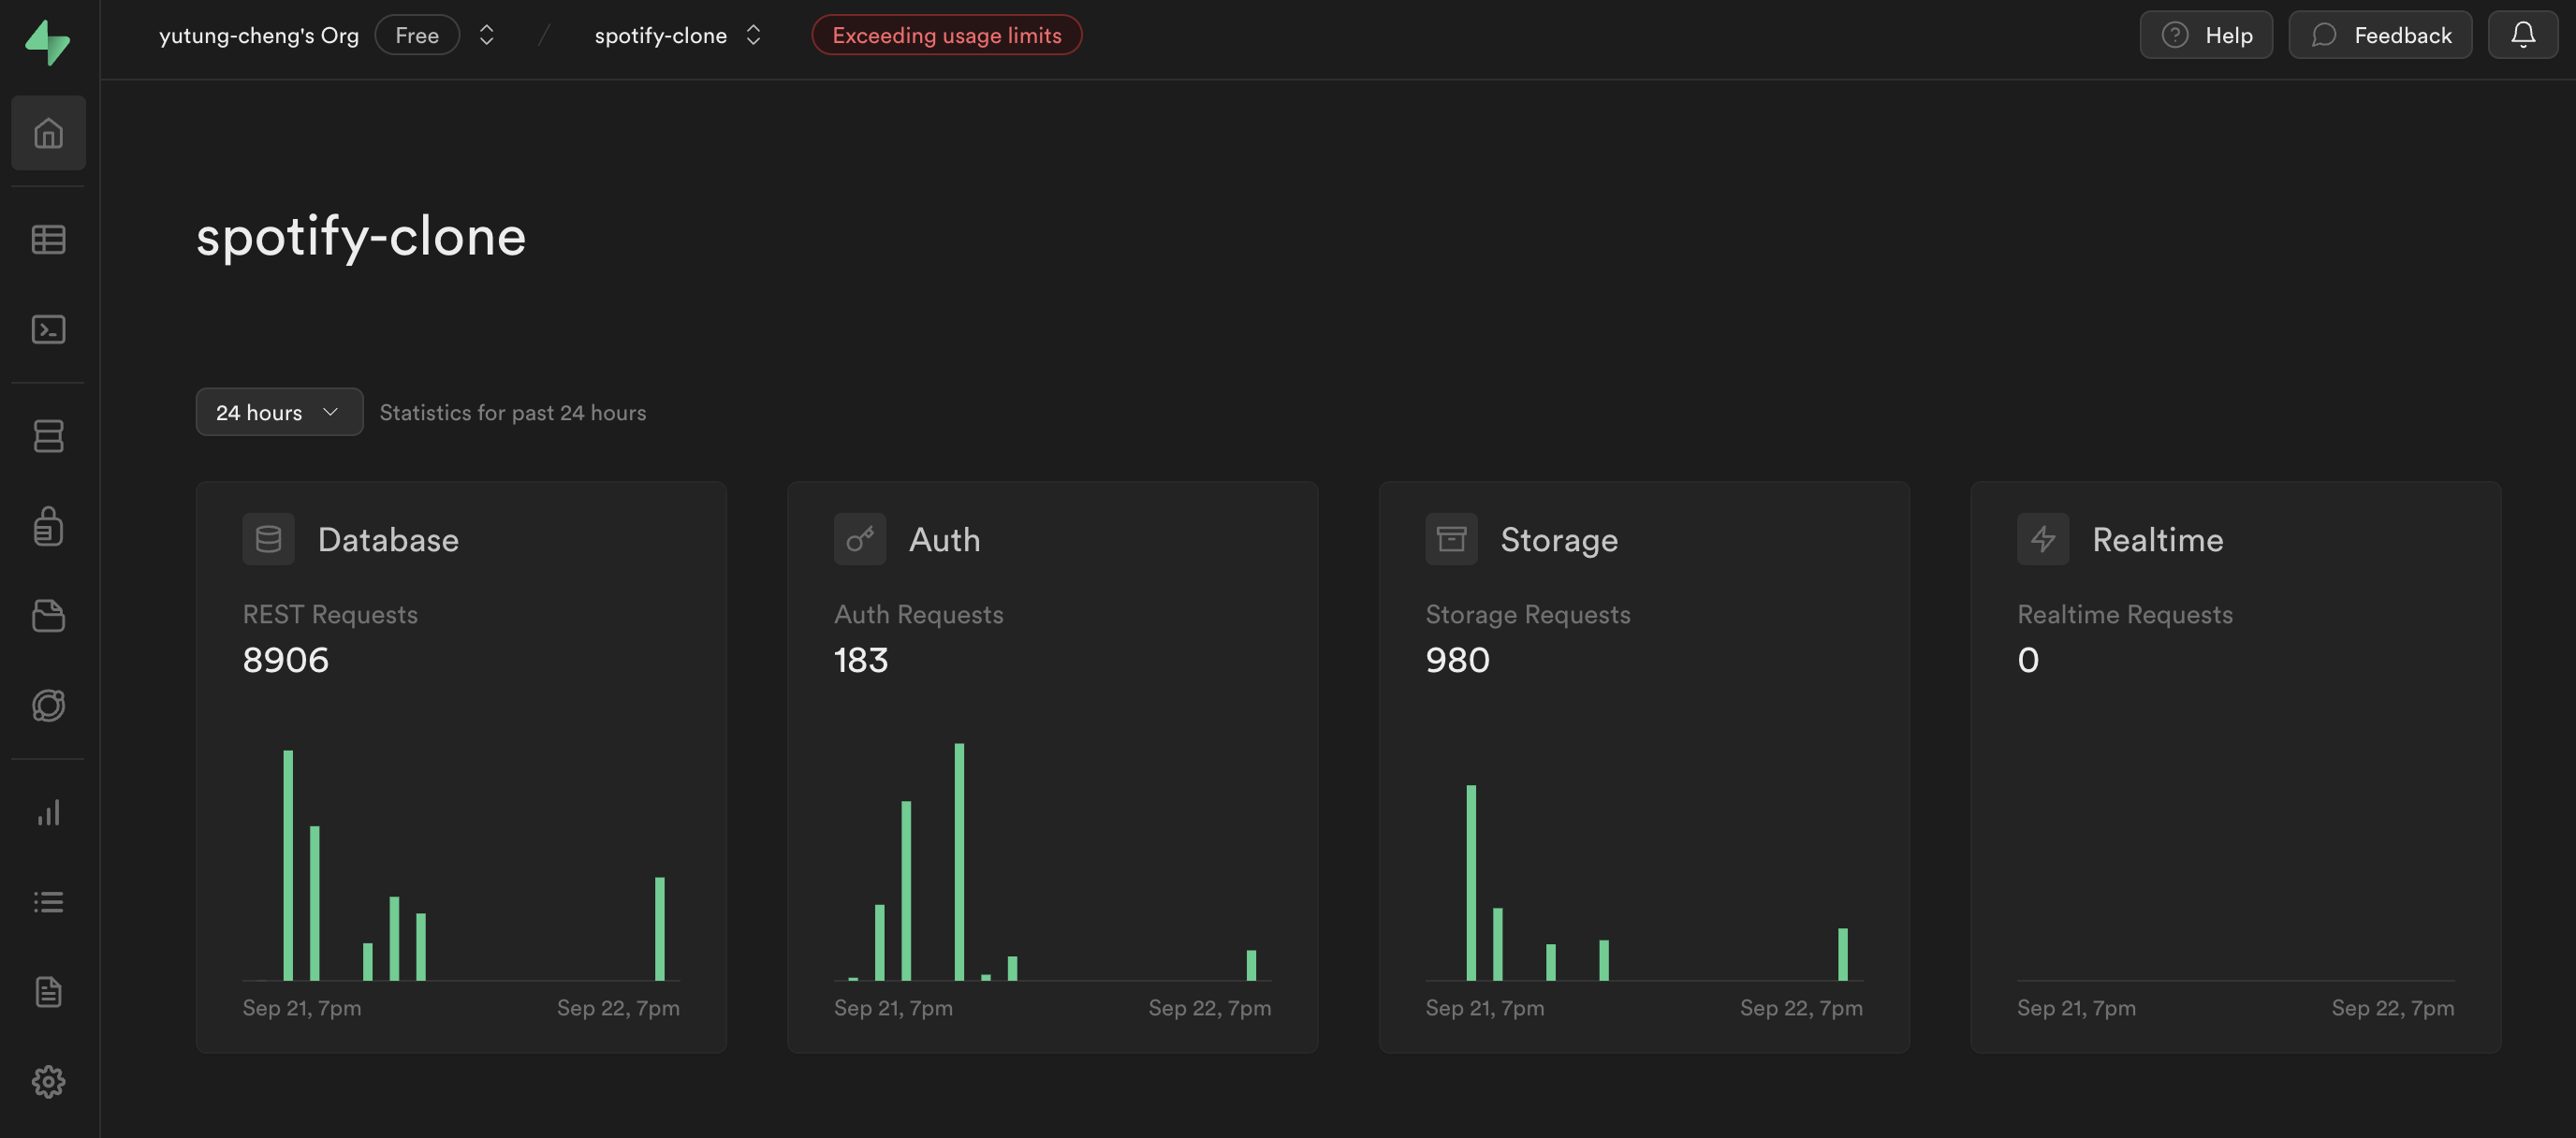 yutung-cheng's Org Free / spotify-clone Exceeding usage limits Help Feedback
spotify-clone
24 hours Statistics for past 24 hours
Database
REST Requests
8906
Sep 21, 7pm Sep 22, 7pm
Auth
Auth Requests
183
Sep 21, 7pm Sep 22, 7pm
Storage
Storage Requests
980
Sep 21, 7pm Sep 22, 7pm
Realtime
Realtime Requests
0
Sep 21, 7pm Sep 22, 7pm